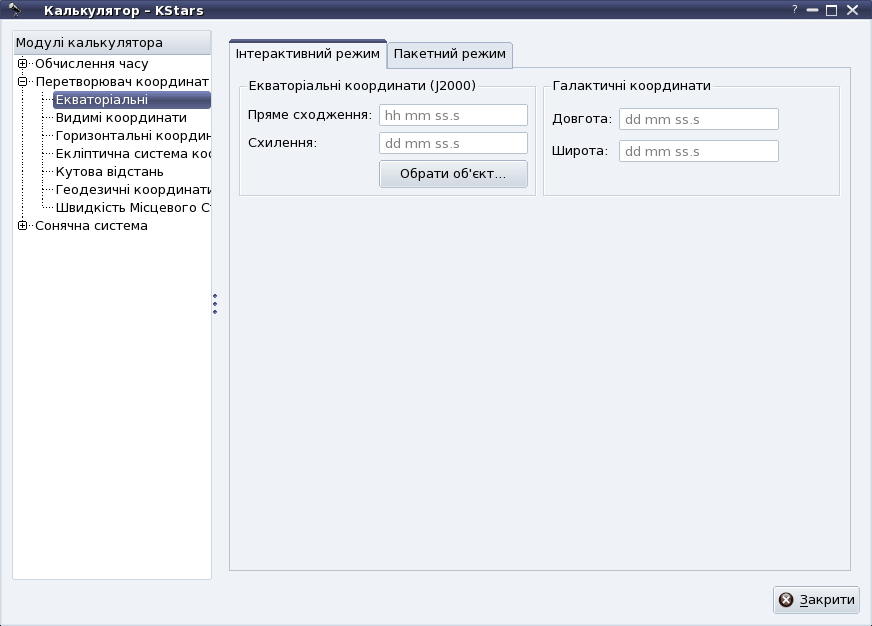 Калькулятор – KStars
?
Модулі калькулятора
Обчислення часу
Перетворювач координат
Екваторіальні
Видимі координати
Горизонтальні координ
Екліптична система коо
Кутова відстань
Геодезичні координати
Швидкість Місцевого С
Сонячна система
Інтерактивний режим
Пакетний режим
Екваторіальні координати (J2000)
Пряме сходження: hh mm ss.s
Схилення: dd mm ss.s
Обрати об'єкт...
Галактичні координати
Довгота: dd mm ss.s
Широта: dd mm ss.s
Закрити